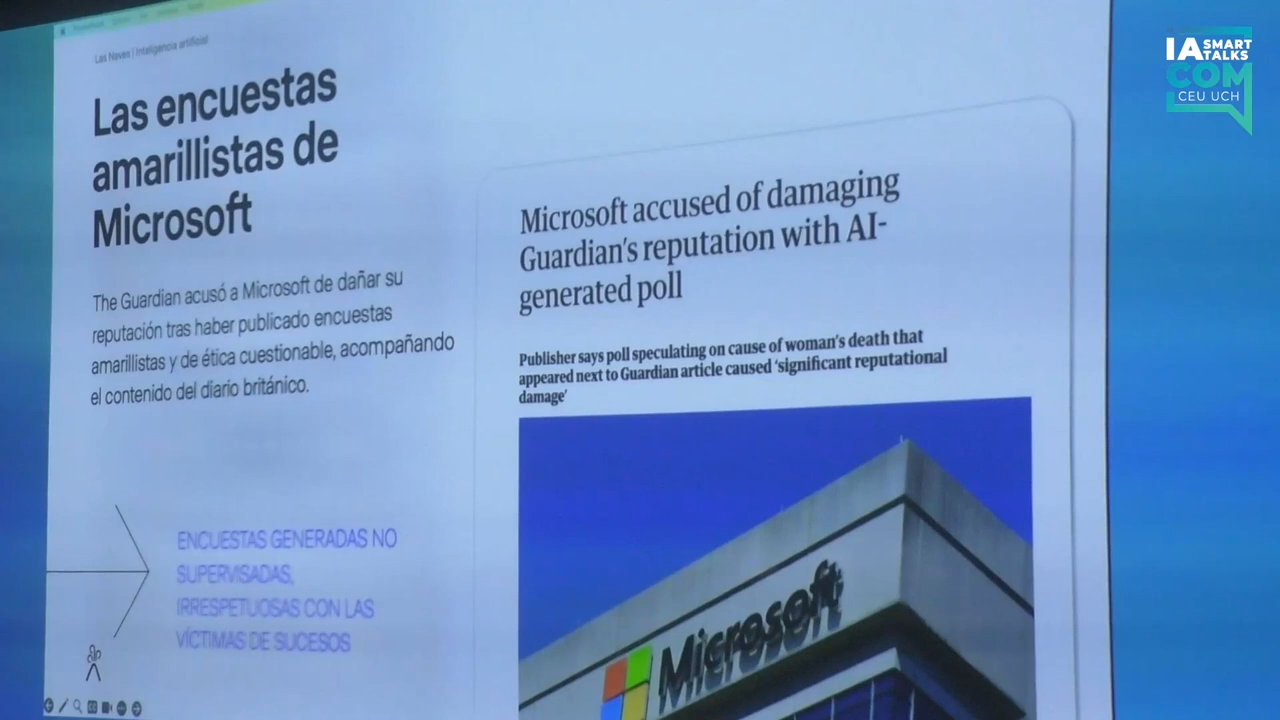 IA SMART TALKS
COM
CEU UCH
Las Naves | Inteligencia artificial
Las encuestas
amarillistas de
Microsoft
The Guardian acusó a Microsoft de dañar su
reputación tras haber publicado encuestas
amarillistas y de ética cuestionable, acompañando
el contenido del diario británico.
ENCUESTAS GENERADAS NO
SUPERVISADAS,
IRRESPETUOSAS CON LAS
VÍCTIMAS DE SUCESOS
Microsoft accused of damaging
Guardian's reputation with AI-
generated poll
Publisher says poll speculating on cause of woman's death that
appeared next to Guardian article caused 'significant reputational
damage'
Microsoft